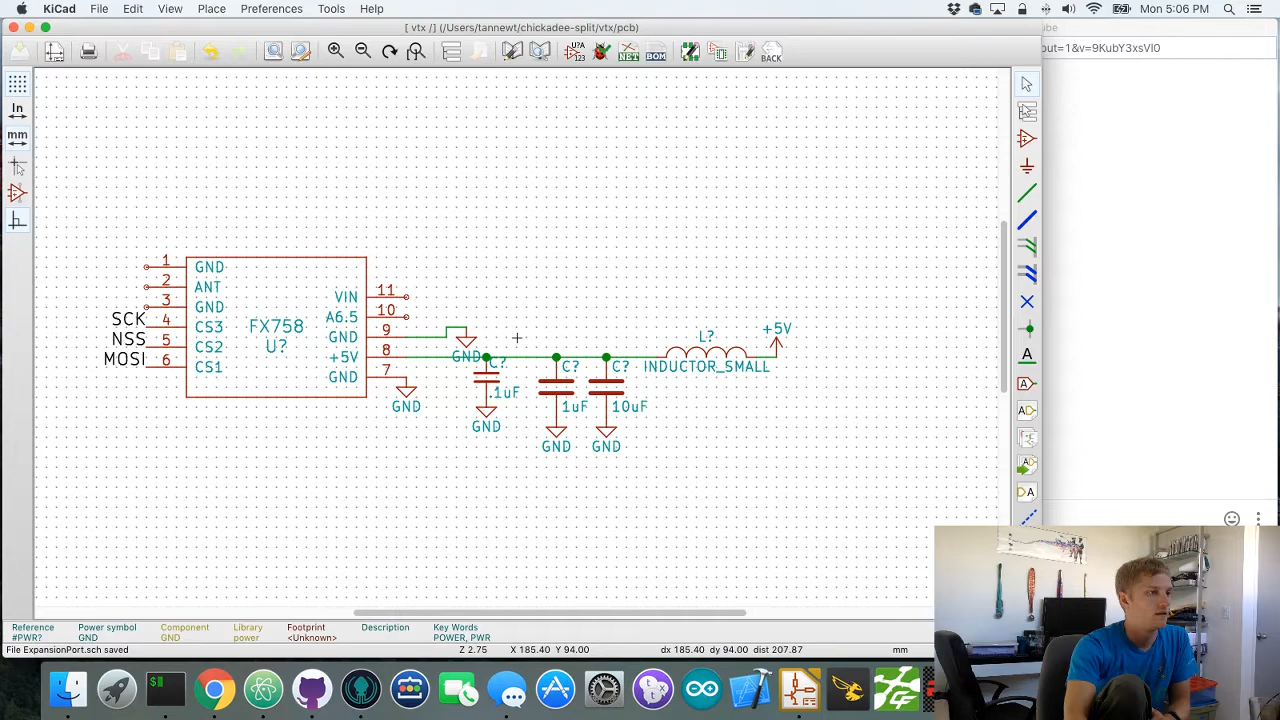 KiCad File Edit View Place Preferences Tools Help Mon 5:06 PM
[ vtx /] (/Users/tannewt/chickadee-split/vtx/pcb)
NET BOM BACK
In
mm
1 GND
2 ANT
3 GND
SCK 4 CS3
NSS 5 CS2
MOSI 6 CS1
FX758
U?
VIN 11
A6.5 10
GND 9
+5V 8
GND 7
GND
GND
C?
.1uF
GND
C?
1uF
GND
C?
10uF
GND
L?
INDUCTOR_SMALL
+5V
Reference Power symbol Component Footprint Description Key Words
#PWR? GND GND <Unknown> POWER, PWR
Library
power
File ExpansionPort.sch saved Z 2.75 X 185.40 Y 94.00 dx 185.40 dy 94.00 dist 207.87 mm